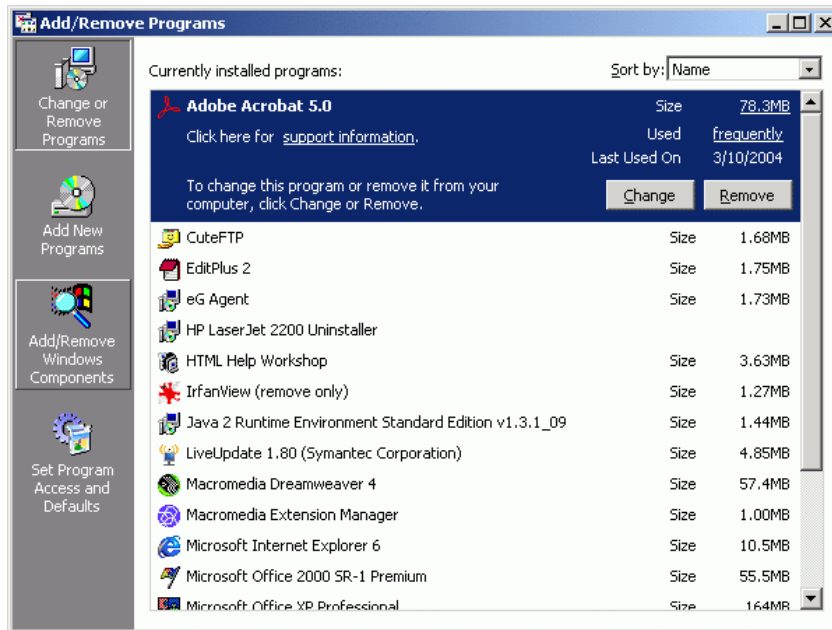 Add/Remove Programs
Change or
Remove
Programs
Add New
Programs
Add/Remove
Windows
Components
Set Program
Access and
Defaults
Currently installed programs:
Sort by: Name
Adobe Acrobat 5.0 Size 78.3MB
Click here for support information. Used frequently
Last Used On 3/10/2004
To change this program or remove it from your
computer, click Change or Remove.
Change Remove
CuteFTP Size 1.68MB
EditPlus 2 Size 1.75MB
eG Agent Size 1.73MB
HP LaserJet 2200 Uninstaller
HTML Help Workshop Size 3.63MB
IrfanView (remove only) Size 1.27MB
Java 2 Runtime Environment Standard Edition v1.3.1_09 Size 1.44MB
LiveUpdate 1.80 (Symantec Corporation) Size 4.85MB
Macromedia Dreamweaver 4 Size 57.4MB
Macromedia Extension Manager Size 1.00MB
Microsoft Internet Explorer 6 Size 10.5MB
Microsoft Office 2000 SR-1 Premium Size 55.5MB
Microsoft Office XP Professional Size 164MB